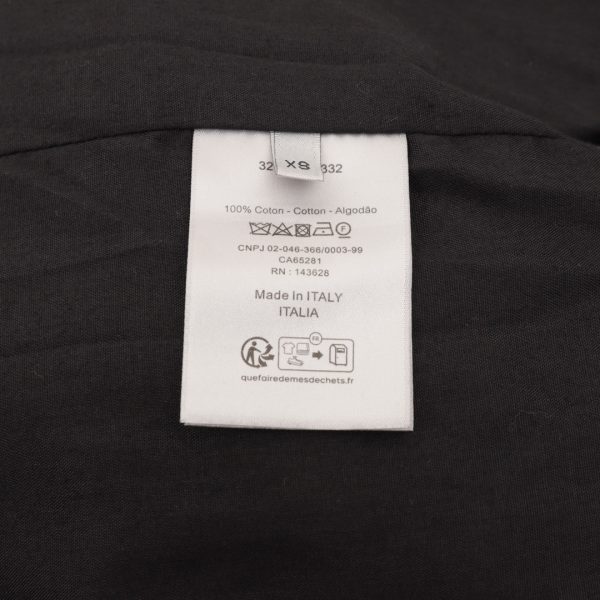 XS
32 332
100% Coton - Cotton - Algodão
F
CNPJ 02-046-366/0003-99
CA65281
RN : 143628
Made in ITALY
ITALIA
FR
quefairedemesdechets.fr